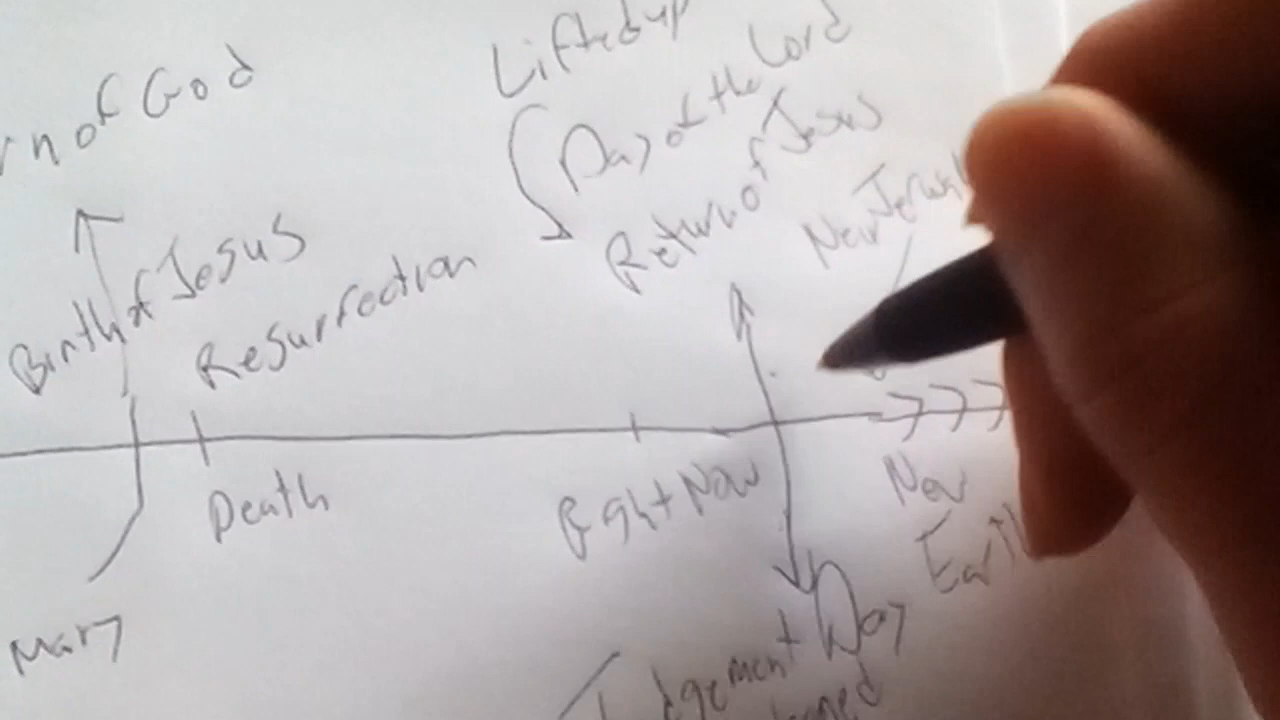 Lifted up
n of God
Day of the Lord
Return of Jesus
New
Birth of Jesus
Resurrection
Death
Right Now
New
Earth
Mary
Judgement Day